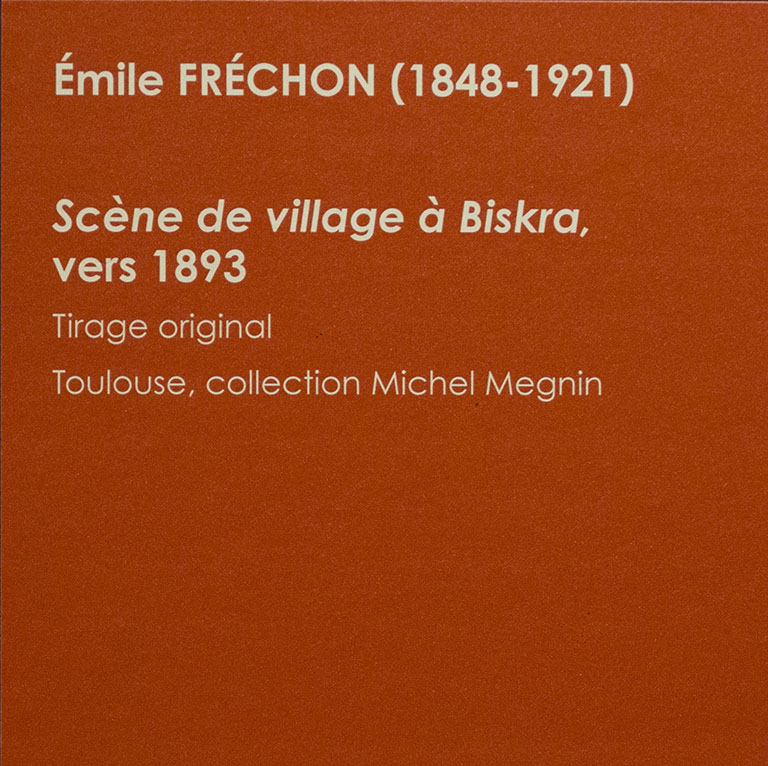 Émile FRÉCHON (1848-1921)
Scène de village à Biskra,
vers 1893
Tirage original
Toulouse, collection Michel Megnin